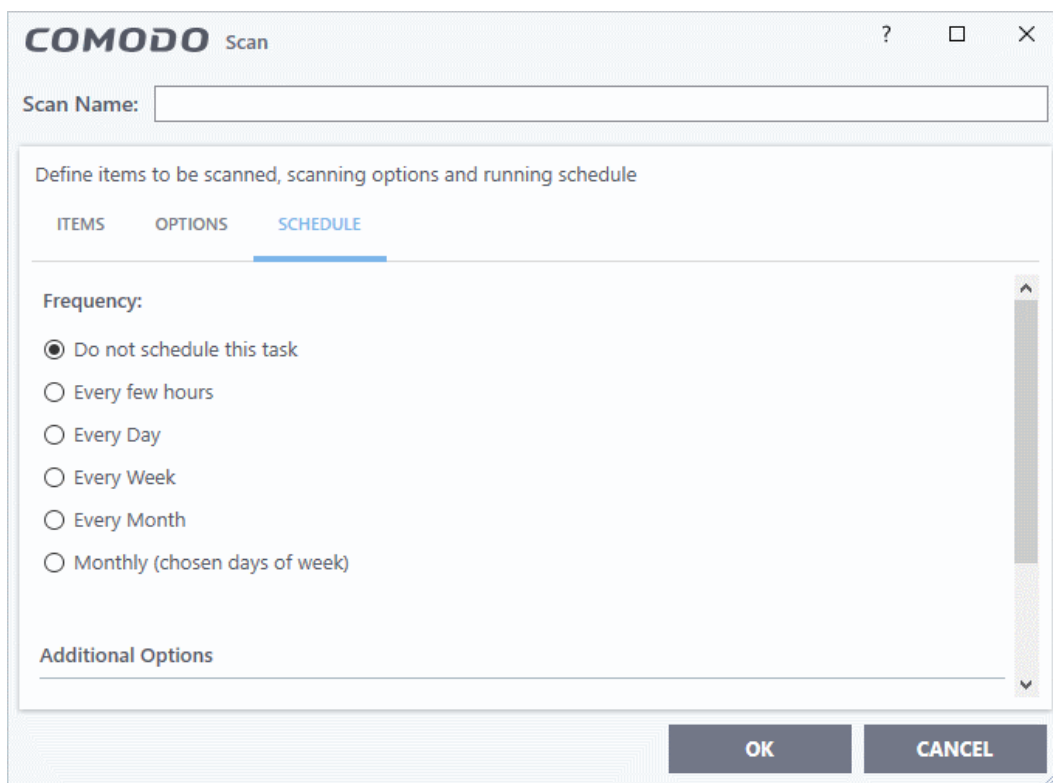 COMODO Scan ?
Scan Name:
Define items to be scanned, scanning options and running schedule
ITEMS OPTIONS SCHEDULE
Frequency:
Do not schedule this task
Every few hours
Every Day
Every Week
Every Month
Monthly (chosen days of week)
Additional Options
OK CANCEL